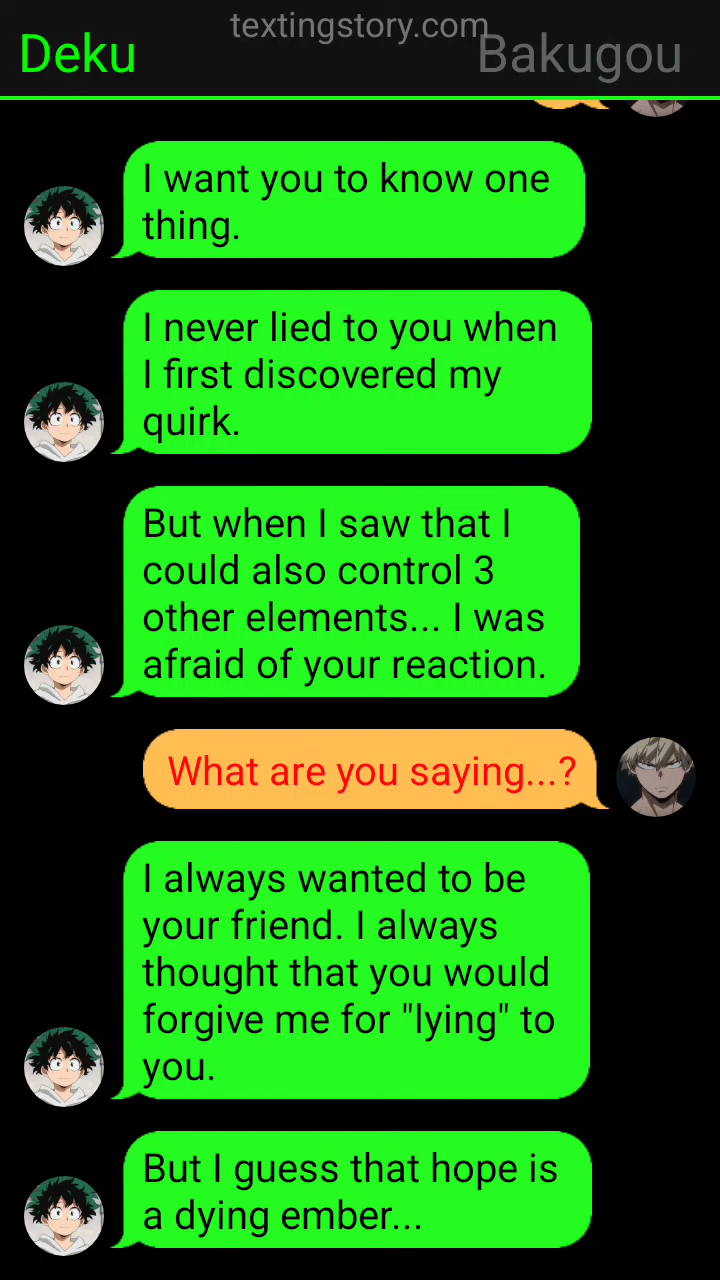 textingstory.com
Deku
Bakugou
I want you to know one
thing.
I never lied to you when
I first discovered my
quirk.
But when I saw that I
could also control 3
other elements... I was
afraid of your reaction.
What are you saying...?
I always wanted to be
your friend. I always
thought that you would
forgive me for "lying" to
you.
But I guess that hope is
a dying ember...